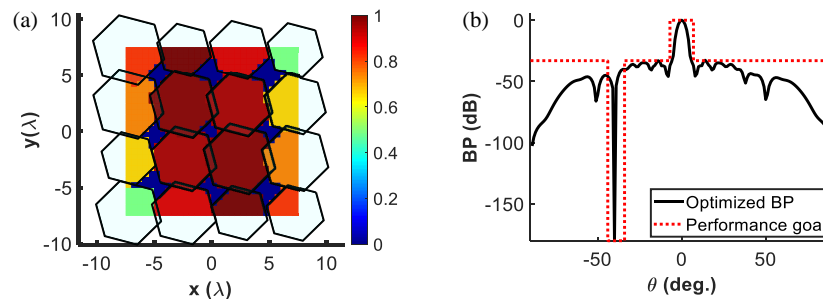 (a)
10
5
0
-5
-10
y(λ)
-10
-5
0
5
10
x (λ)
1
0.8
0.6
0.4
0.2
0
(b)
0
-50
-100
-150
BP (dB)
-50
0
50
θ (deg.)
Optimized BP
Performance goa